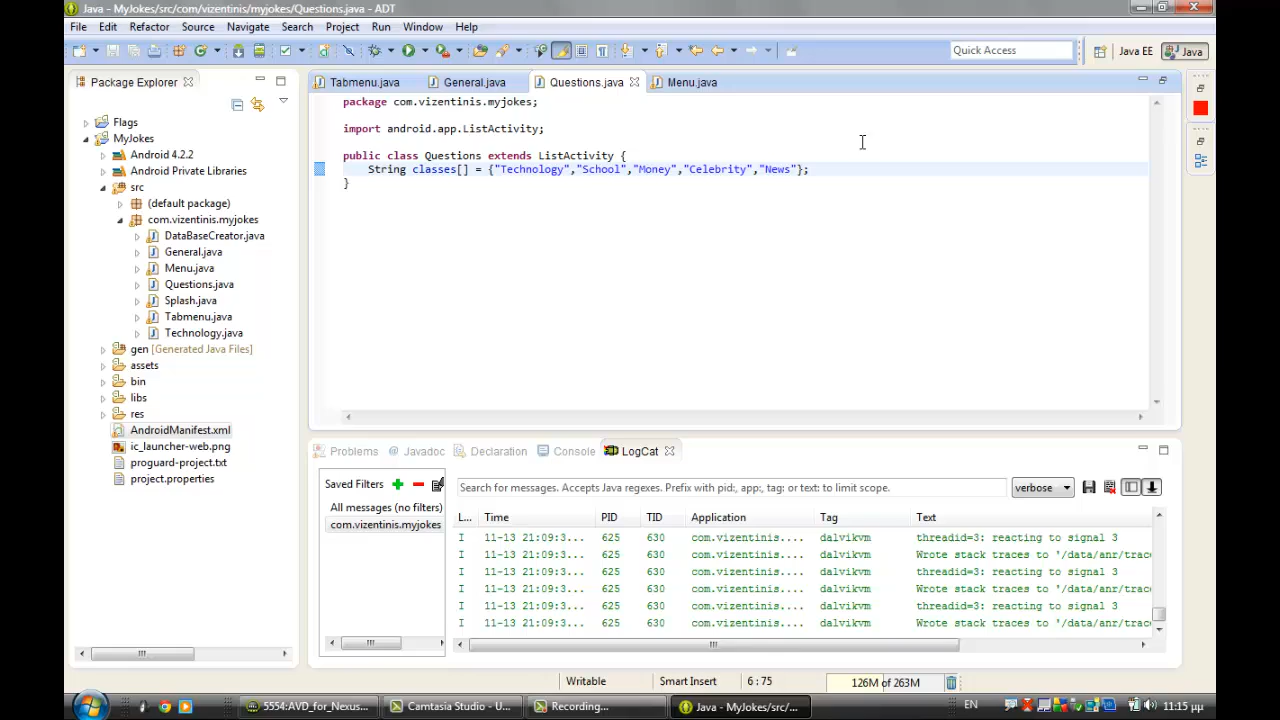 Java - MyJokes/src/com/vizentinis/myjokes/Questions.java - ADT
File Edit Refactor Source Navigate Search Project Run Window Help
Quick Access
Java EE
Java
Package Explorer
Flags
MyJokes
Android 4.2.2
Android Private Libraries
src
(default package)
com.vizentinis.myjokes
DataBaseCreator.java
General.java
Menu.java
Questions.java
Splash.java
Tabmenu.java
Technology.java
gen [Generated Java Files]
assets
bin
libs
res
AndroidManifest.xml
ic_launcher-web.png
proguard-project.txt
project.properties
Tabmenu.java General.java Questions.java Menu.java
package com.vizentinis.myjokes;
import android.app.ListActivity;
public class Questions extends ListActivity {
String classes[] = {"Technology","School","Money","Celebrity","News"};
}
Problems @ Javadoc Declaration Console LogCat
Saved Filters
All messages (no filters)
com.vizentinis.myjokes
Search for messages. Accepts Java regexes. Prefix with pid:, app:, tag: or text: to limit scope.
verbose
L... Time PID TID Application Tag Text
I 11-13 21:09:3... 625 630 com.vizentinis.... dalvikvm threadid=3: reacting to signal 3
I 11-13 21:09:3... 625 630 com.vizentinis.... dalvikvm Wrote stack traces to '/data/anr/trac
I 11-13 21:09:3... 625 630 com.vizentinis.... dalvikvm threadid=3: reacting to signal 3
I 11-13 21:09:3... 625 630 com.vizentinis.... dalvikvm Wrote stack traces to '/data/anr/trac
I 11-13 21:09:3... 625 630 com.vizentinis.... dalvikvm threadid=3: reacting to signal 3
I 11-13 21:09:3... 625 630 com.vizentinis.... dalvikvm Wrote stack traces to '/data/anr/trac
Writable Smart Insert 6 : 75 126M of 263M
5554:AVD_for_Nexus... Camtasia Studio - U... Recording... Java - MyJokes/src/... EN 11:15 μμ